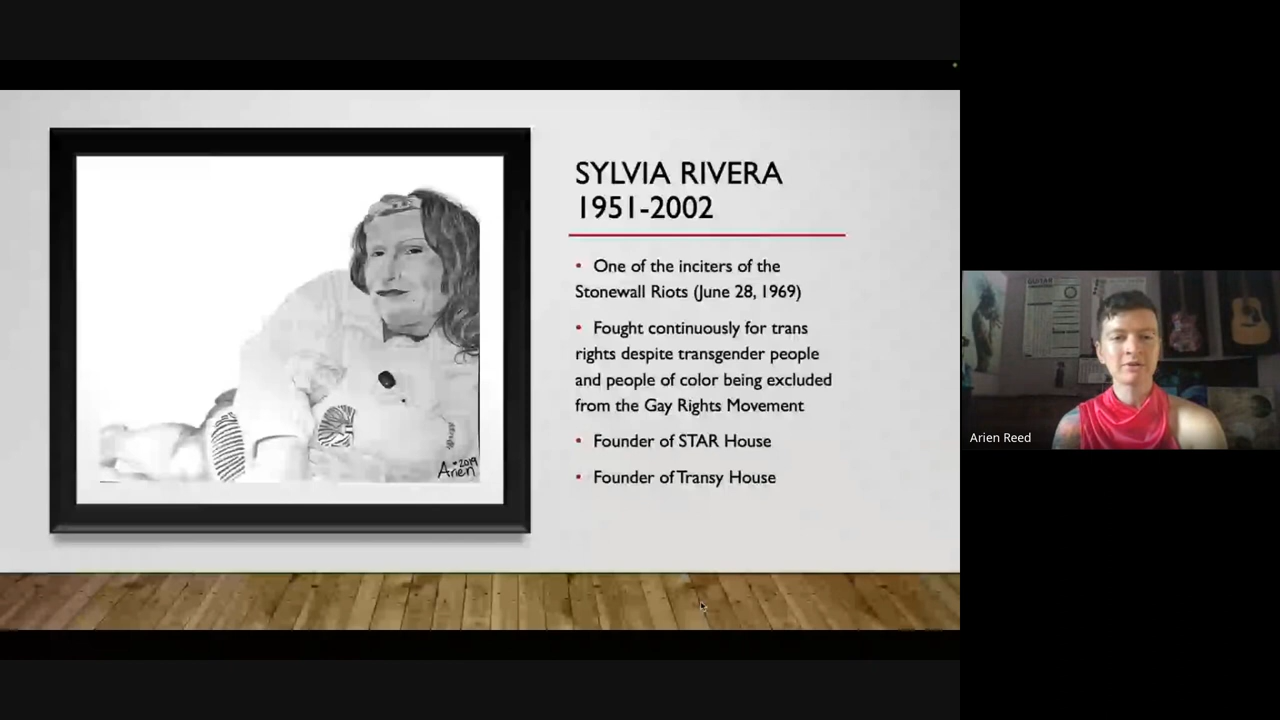 SYLVIA RIVERA
1951-2002
• One of the inciters of the
Stonewall Riots (June 28, 1969)
• Fought continuously for trans
rights despite transgender people
and people of color being excluded
from the Gay Rights Movement
• Founder of STAR House
• Founder of Transy House
Arien 2019
GUITAR
Arien Reed